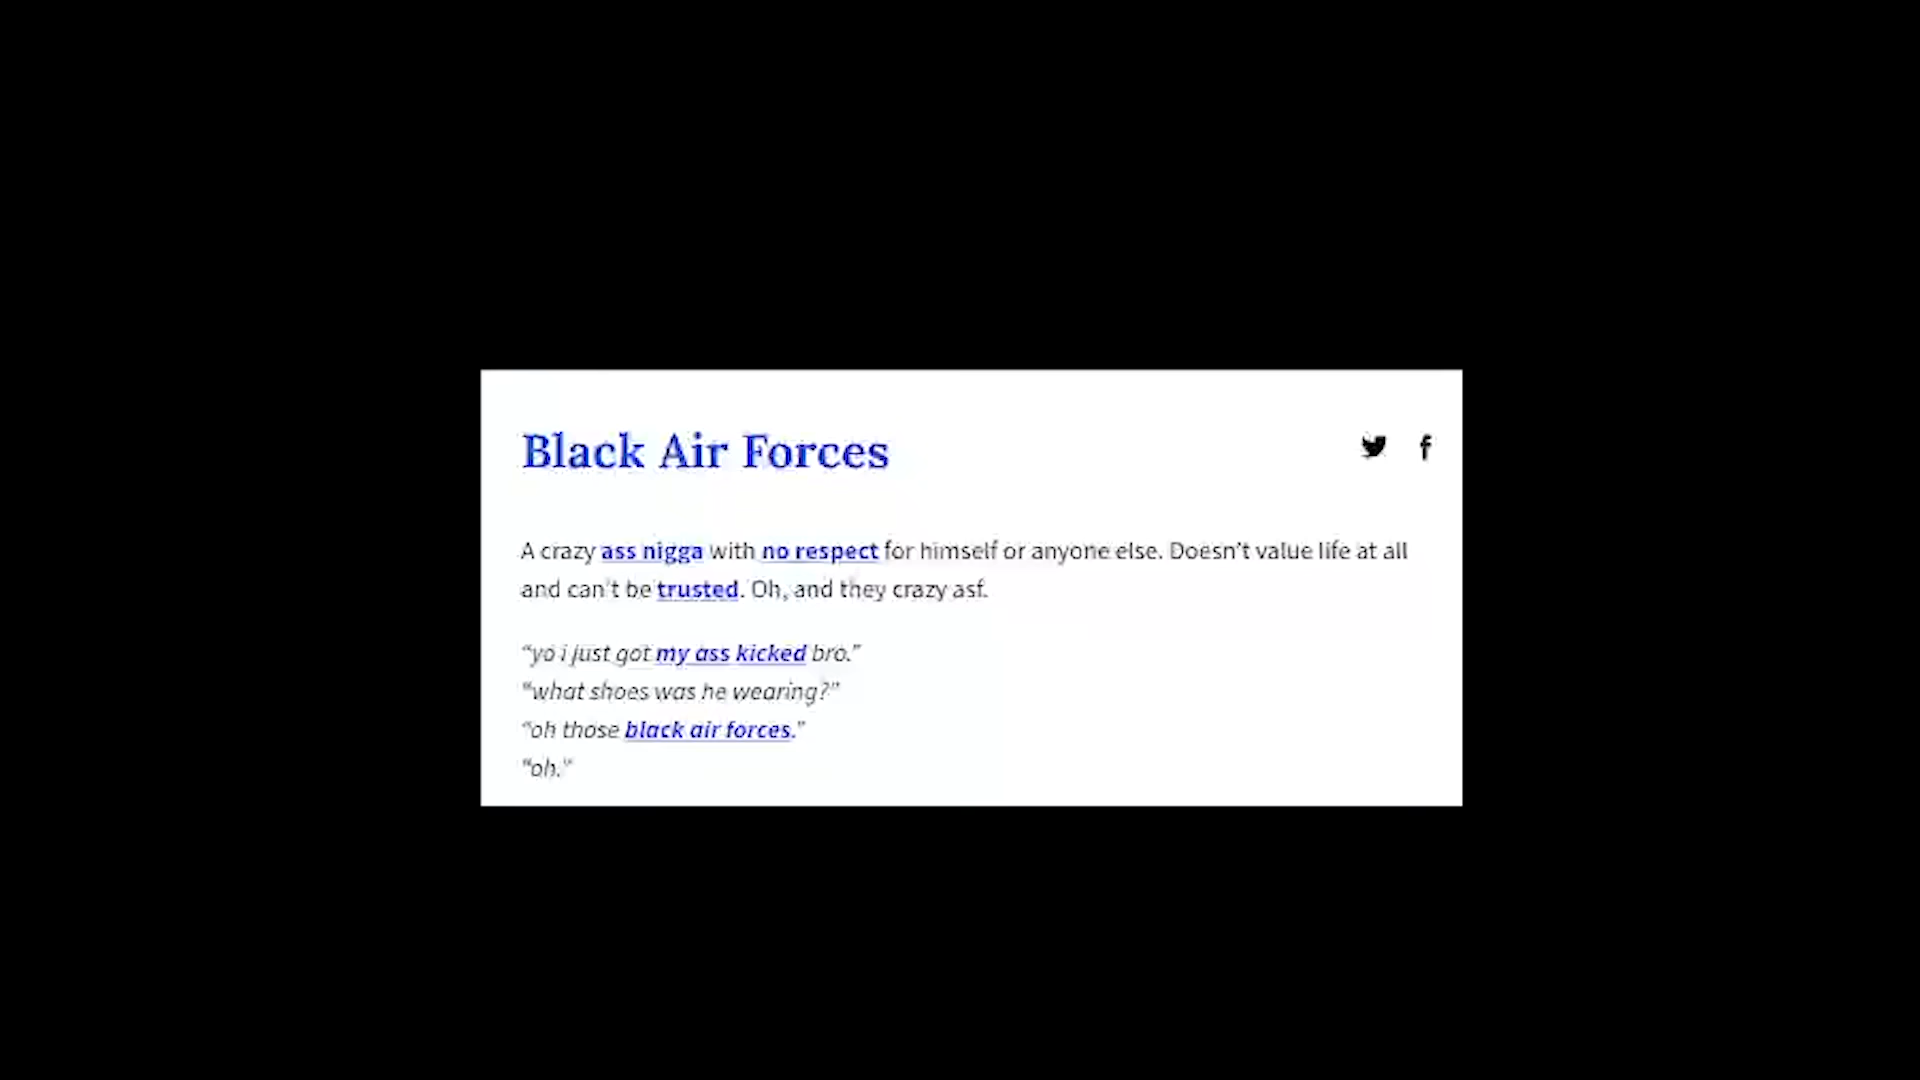 Black Air Forces
A crazy ass nigga with no respect for himself or anyone else. Doesn't value life at all
and can't be trusted. Oh, and they crazy asf.
"yo i just got my ass kicked bro."
"what shoes was he wearing?"
"oh those black air forces."
"oh."